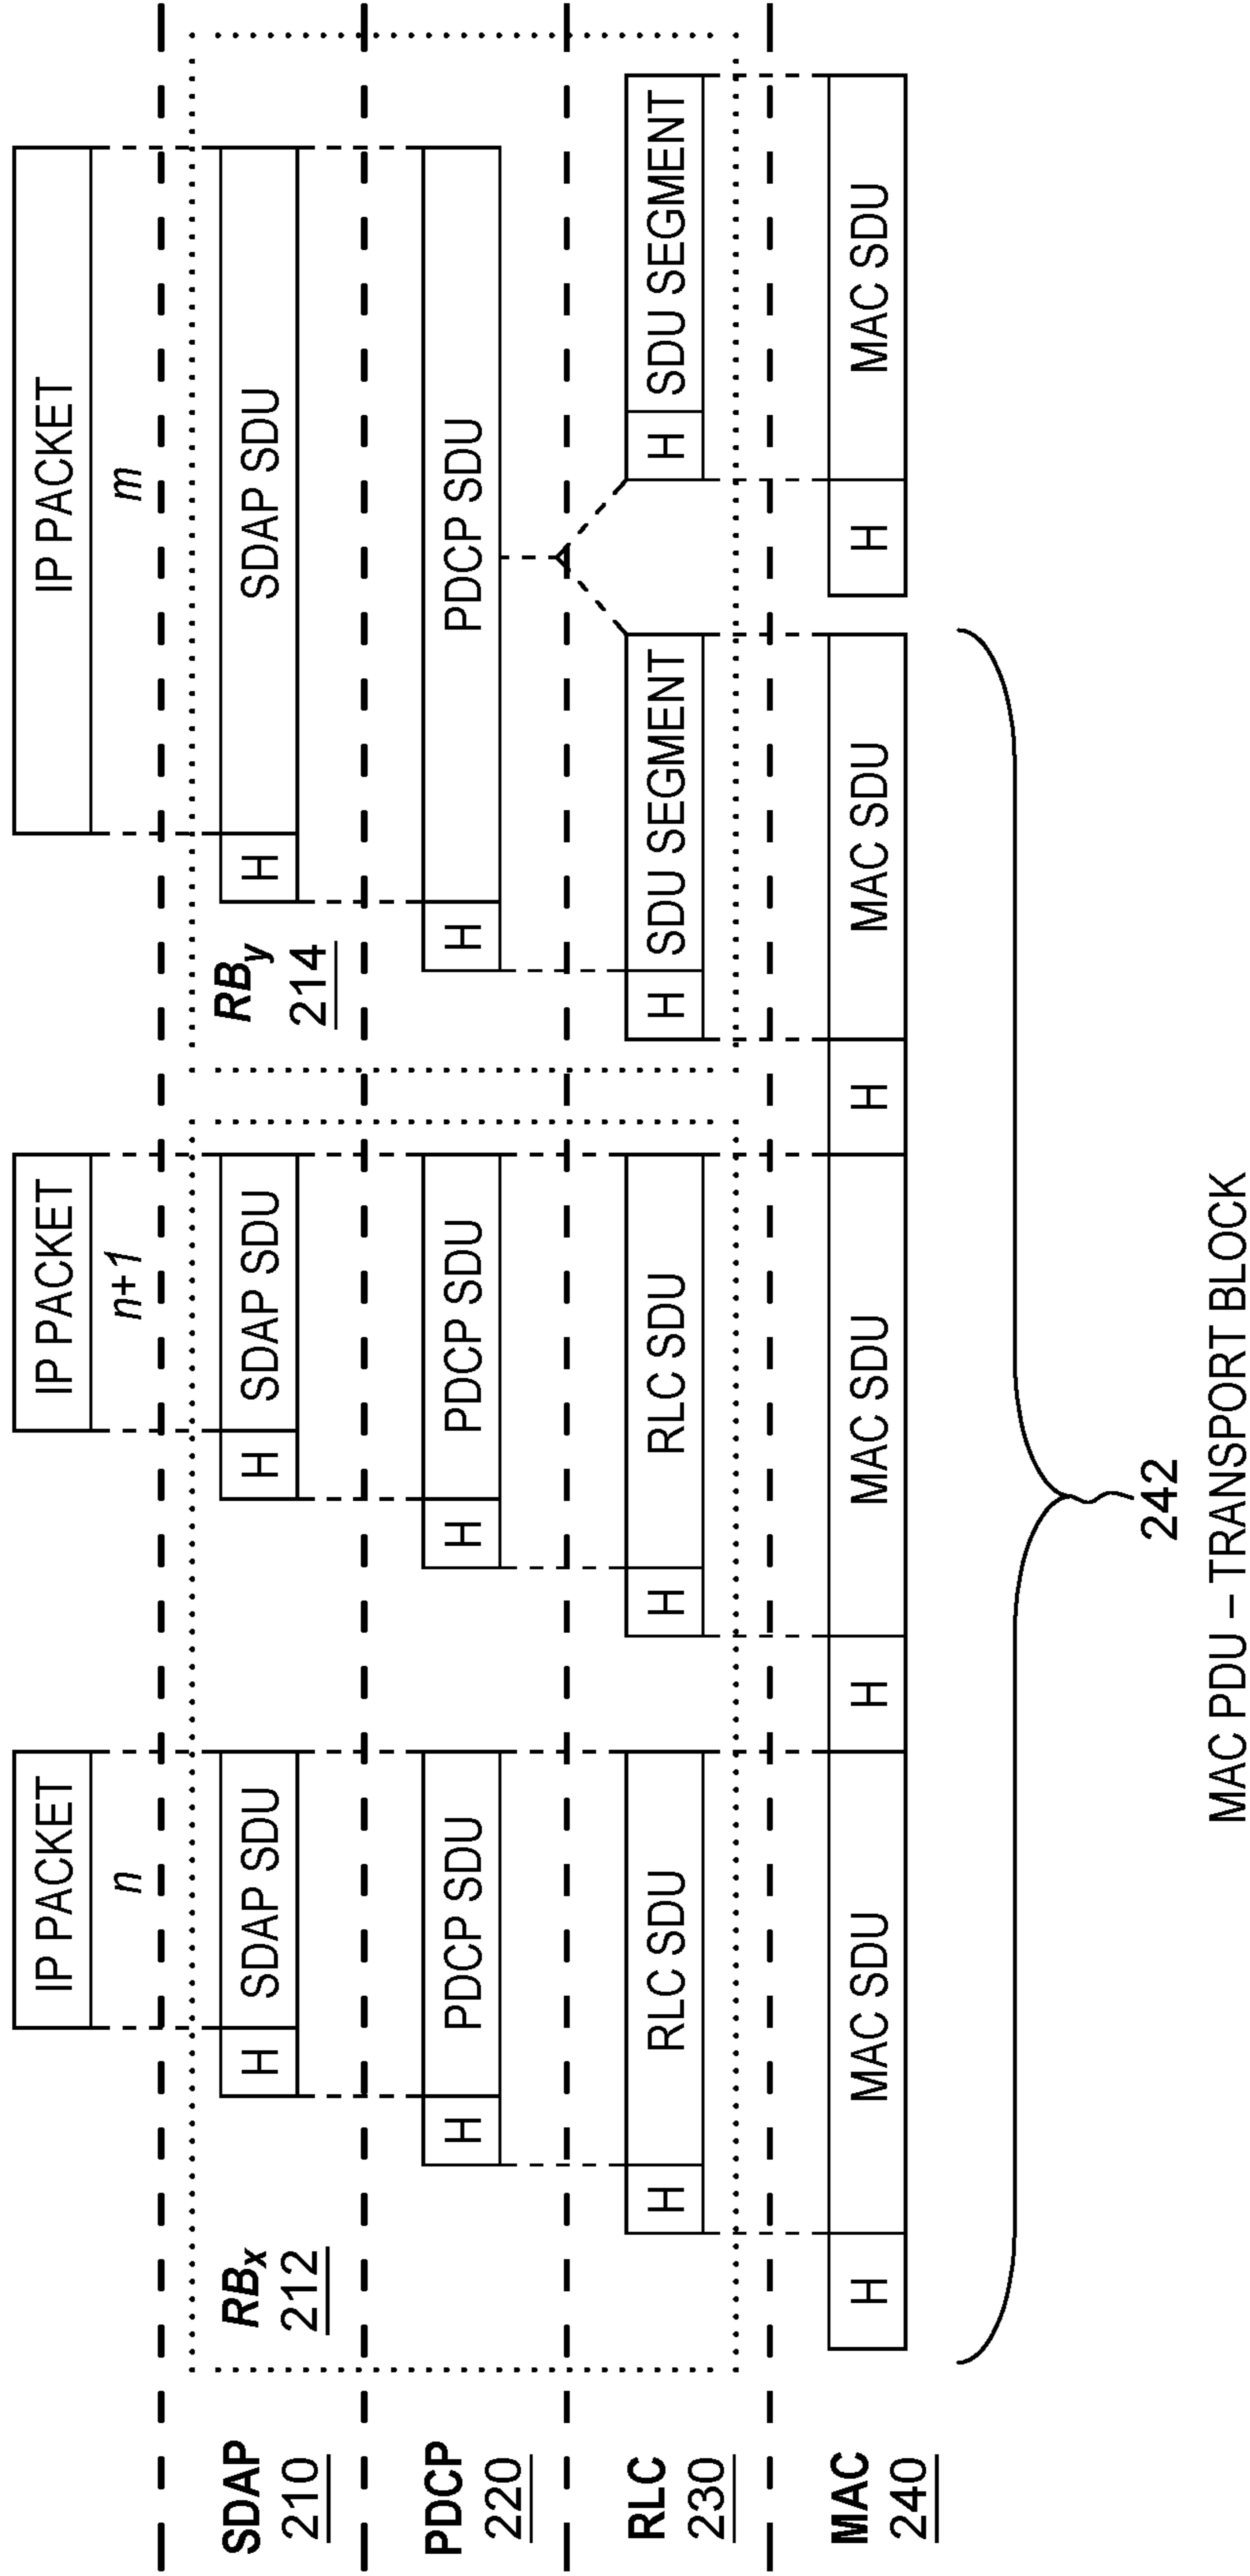 IP PACKET
IP PACKET
IP PACKET
n
n+1
m
SDAP
210
RBx
212
H
SDAP SDU
H
SDAP SDU
RBy
214
H
SDAP SDU
PDCP
220
H
PDCP SDU
H
PDCP SDU
H
PDCP SDU
RLC
230
H
RLC SDU
H
RLC SDU
H
SDU SEGMENT
H
SDU SEGMENT
MAC
240
H
MAC SDU
H
MAC SDU
H
MAC SDU
H
MAC SDU
242
MAC PDU – TRANSPORT BLOCK